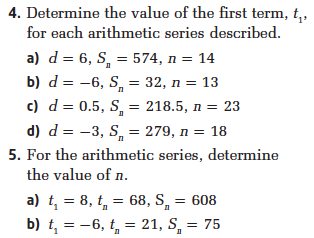 4. Determine the value of the first term, t₁,
for each arithmetic series described.
a) d = 6, Sₙ = 574, n = 14
b) d = −6, Sₙ = 32, n = 13
c) d = 0.5, Sₙ = 218.5, n = 23
d) d = −3, Sₙ = 279, n = 18
5. For the arithmetic series, determine
the value of n.
a) t₁ = 8, tₙ = 68, Sₙ = 608
b) t₁ = −6, tₙ = 21, Sₙ = 75